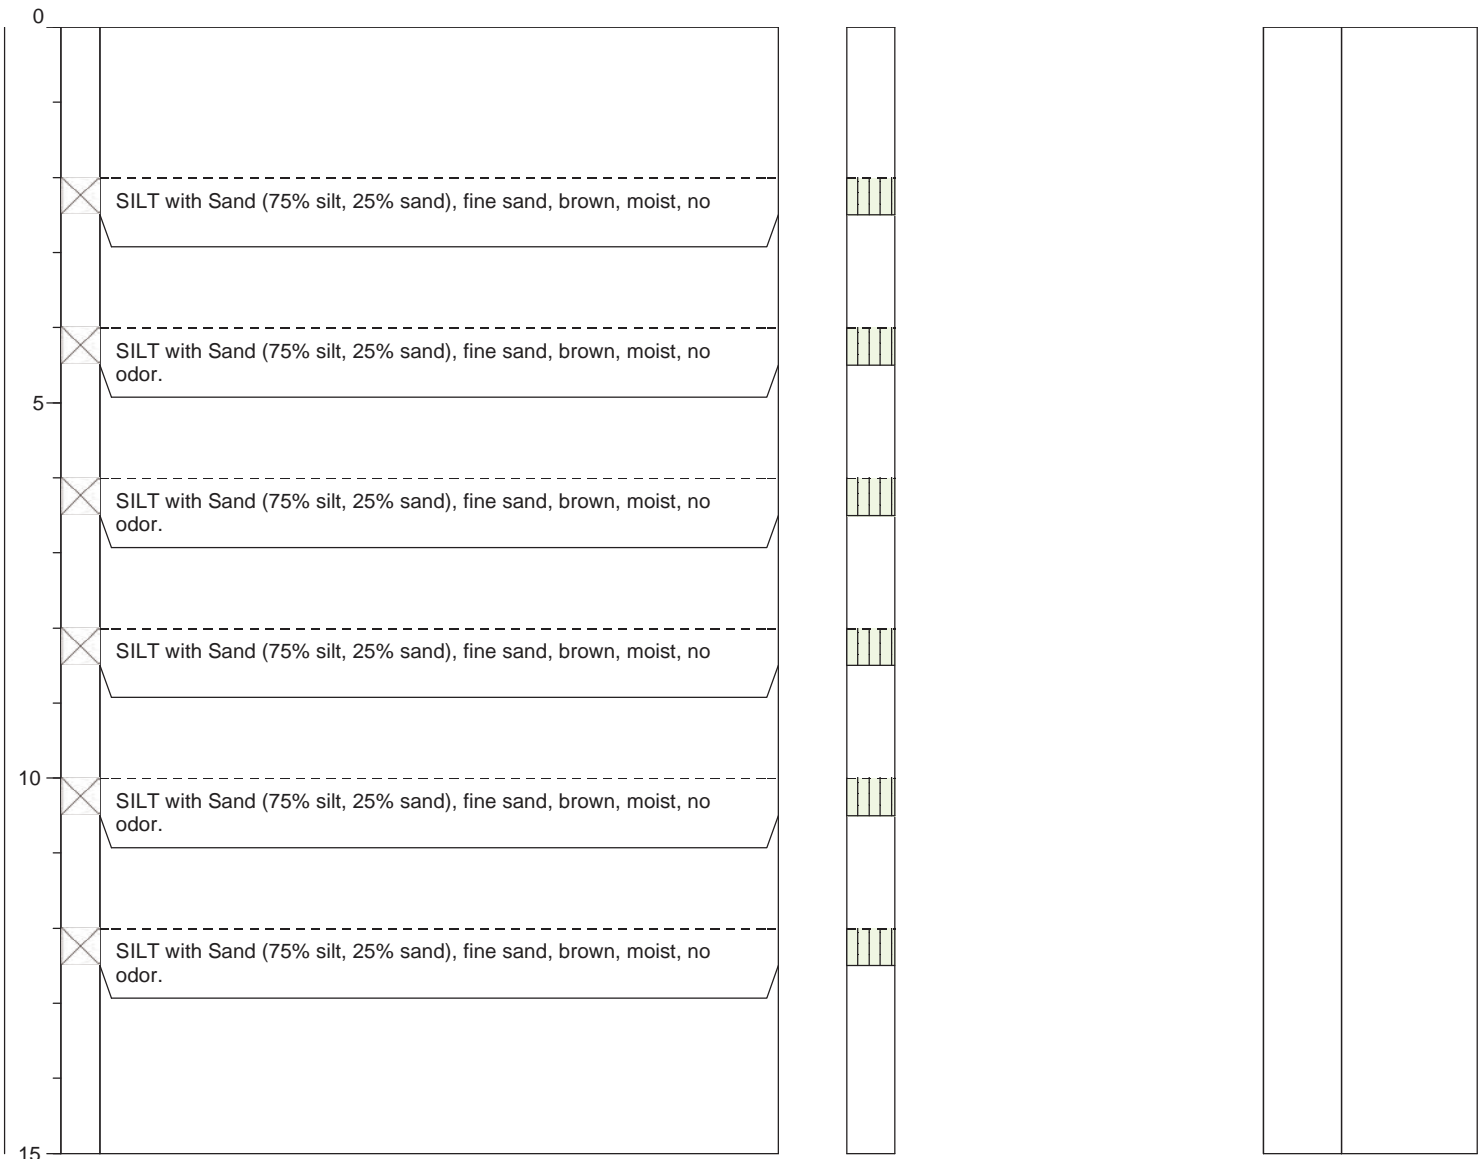 0
SILT with Sand (75% silt, 25% sand), fine sand, brown, moist, no
SILT with Sand (75% silt, 25% sand), fine sand, brown, moist, no
odor.
5
SILT with Sand (75% silt, 25% sand), fine sand, brown, moist, no
odor.
SILT with Sand (75% silt, 25% sand), fine sand, brown, moist, no
10
SILT with Sand (75% silt, 25% sand), fine sand, brown, moist, no
odor.
SILT with Sand (75% silt, 25% sand), fine sand, brown, moist, no
odor.
15